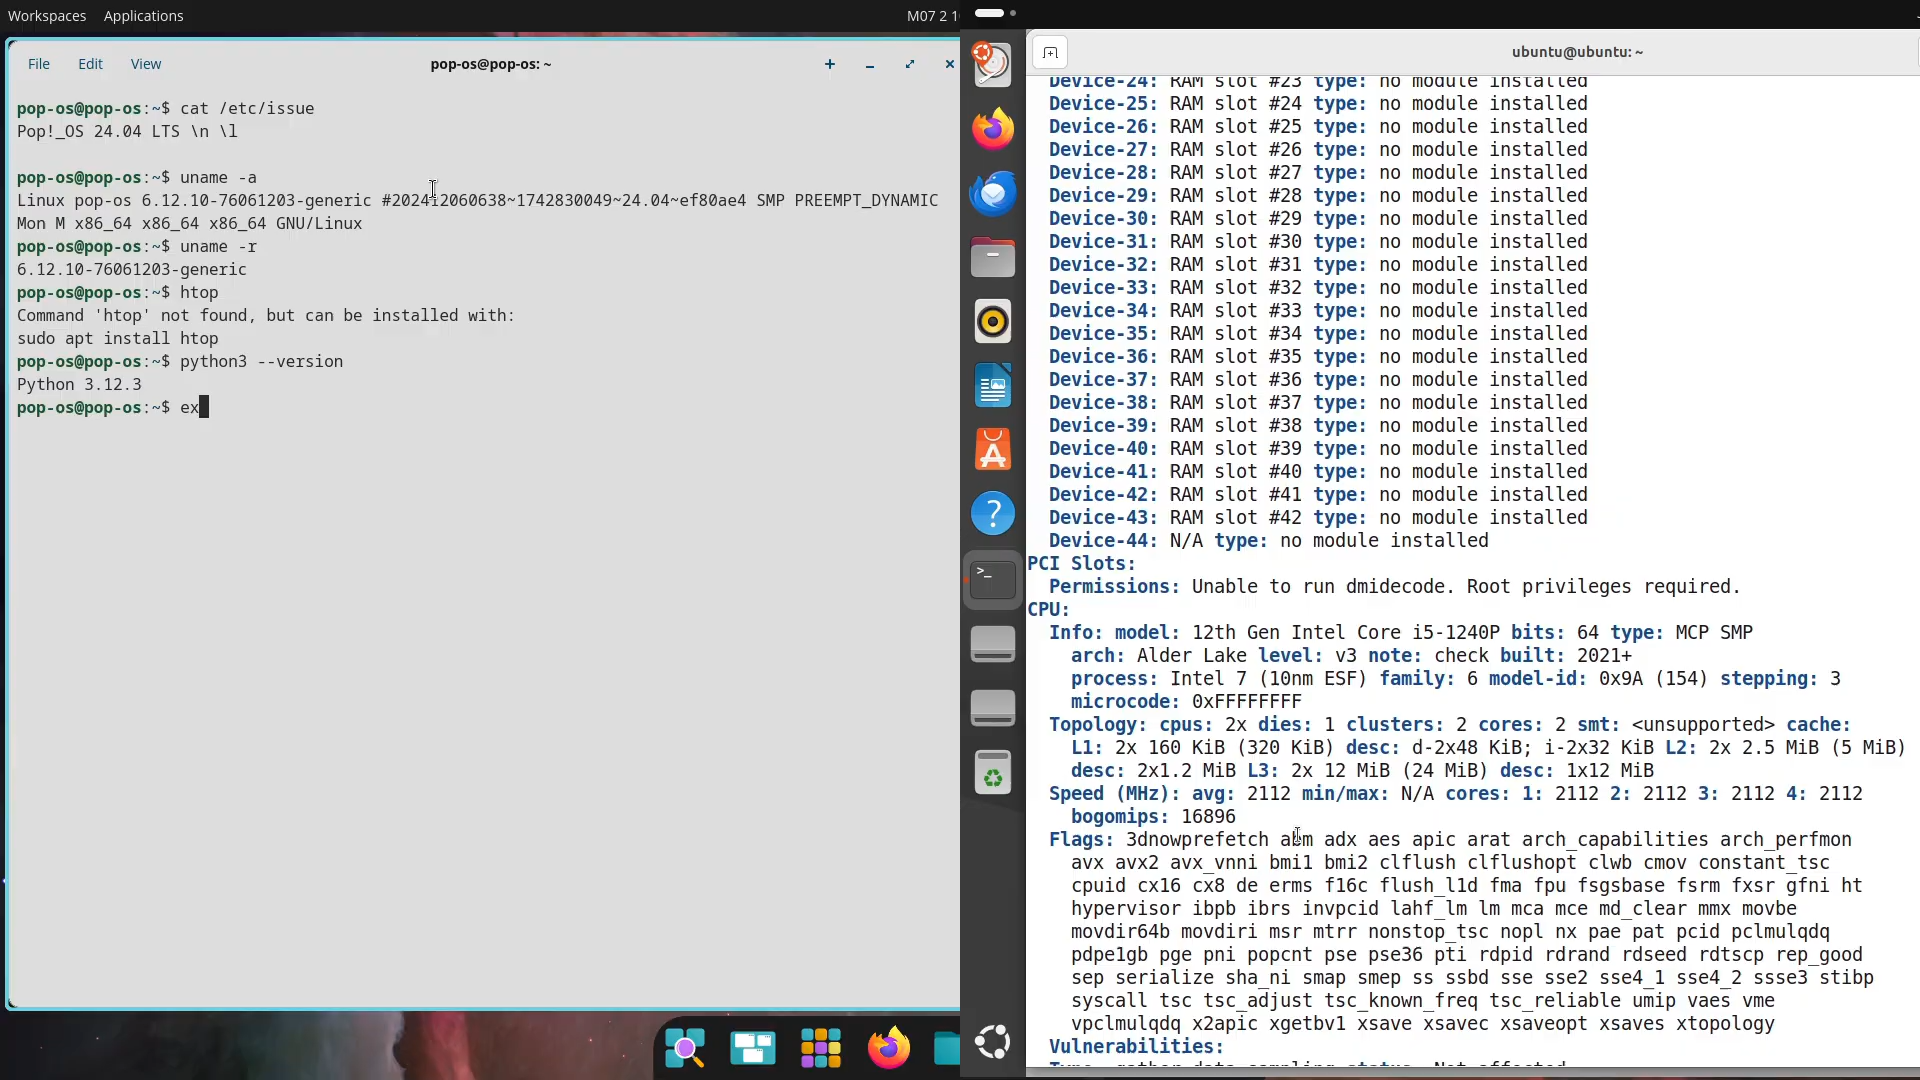 Workspaces Applications
M07 2 1
File Edit View
pop-os@pop-os: ~
pop-os@pop-os:~$ cat /etc/issue
Pop!_OS 24.04 LTS \n \l
pop-os@pop-os:~$ uname -a
Linux pop-os 6.12.10-76061203-generic #202412060638~1742830049~24.04~ef80ae4 SMP PREEMPT_DYNAMIC
Mon M x86_64 x86_64 x86_64 GNU/Linux
pop-os@pop-os:~$ uname -r
6.12.10-76061203-generic
pop-os@pop-os:~$ htop
Command 'htop' not found, but can be installed with:
sudo apt install htop
pop-os@pop-os:~$ python3 --version
Python 3.12.3
pop-os@pop-os:~$ ex
ubuntu@ubuntu: ~
Device-24: RAM slot #23 type: no module installed
Device-25: RAM slot #24 type: no module installed
Device-26: RAM slot #25 type: no module installed
Device-27: RAM slot #26 type: no module installed
Device-28: RAM slot #27 type: no module installed
Device-29: RAM slot #28 type: no module installed
Device-30: RAM slot #29 type: no module installed
Device-31: RAM slot #30 type: no module installed
Device-32: RAM slot #31 type: no module installed
Device-33: RAM slot #32 type: no module installed
Device-34: RAM slot #33 type: no module installed
Device-35: RAM slot #34 type: no module installed
Device-36: RAM slot #35 type: no module installed
Device-37: RAM slot #36 type: no module installed
Device-38: RAM slot #37 type: no module installed
Device-39: RAM slot #38 type: no module installed
Device-40: RAM slot #39 type: no module installed
Device-41: RAM slot #40 type: no module installed
Device-42: RAM slot #41 type: no module installed
Device-43: RAM slot #42 type: no module installed
Device-44: N/A type: no module installed
PCI Slots:
Permissions: Unable to run dmidecode. Root privileges required.
CPU:
Info: model: 12th Gen Intel Core i5-1240P bits: 64 type: MCP SMP
arch: Alder Lake level: v3 note: check built: 2021+
process: Intel 7 (10nm ESF) family: 6 model-id: 0x9A (154) stepping: 3
microcode: 0xFFFFFFFF
Topology: cpus: 2x dies: 1 clusters: 2 cores: 2 smt: <unsupported> cache:
L1: 2x 160 KiB (320 KiB) desc: d-2x48 KiB; i-2x32 KiB L2: 2x 2.5 MiB (5 MiB)
desc: 2x1.2 MiB L3: 2x 12 MiB (24 MiB) desc: 1x12 MiB
Speed (MHz): avg: 2112 min/max: N/A cores: 1: 2112 2: 2112 3: 2112 4: 2112
bogomips: 16896
Flags: 3dnowprefetch abm adx aes apic arat arch_capabilities arch_perfmon
avx avx2 avx_vnni bmi1 bmi2 clflush clflushopt clwb cmov constant_tsc
cpuid cx16 cx8 de erms f16c flush_l1d fma fpu fsgsbase fsrm fxsr gfni ht
hypervisor ibpb ibrs invpcid lahf_lm lm mca mce md_clear mmx movbe
movdir64b movdiri msr mtrr nonstop_tsc nopl nx pae pat pcid pclmulqdq
pdpe1gb pge pni popcnt pse pse36 pti rdpid rdrand rdseed rdtscp rep_good
sep serialize sha_ni smap smep ss ssbd sse sse2 sse4_1 sse4_2 ssse3 stibp
syscall tsc tsc_adjust tsc_known_freq tsc_reliable umip vaes vme
vpclmulqdq x2apic xgetbv1 xsave xsavec xsaveopt xsaves xtopology
Vulnerabilities:
Type: gather_data_sampling status: Not affected